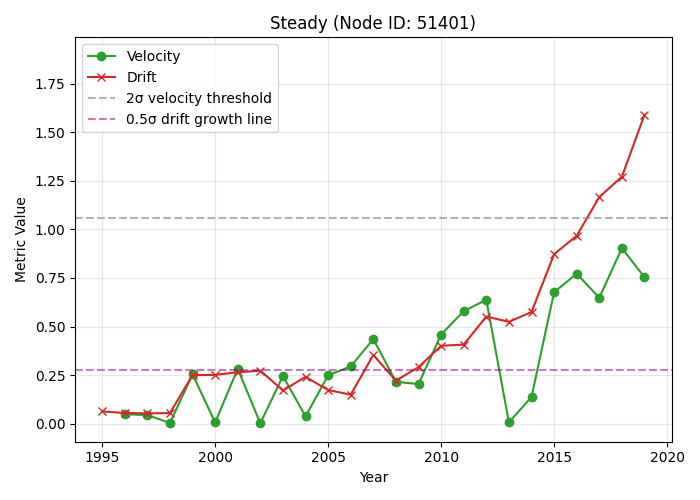 Steady (Node ID: 51401)
Velocity
Drift
2σ velocity threshold
0.5σ drift growth line
Metric Value
1.75
1.50
1.25
1.00
0.75
0.50
0.25
0.00
1995 2000 2005 2010 2015 2020
Year